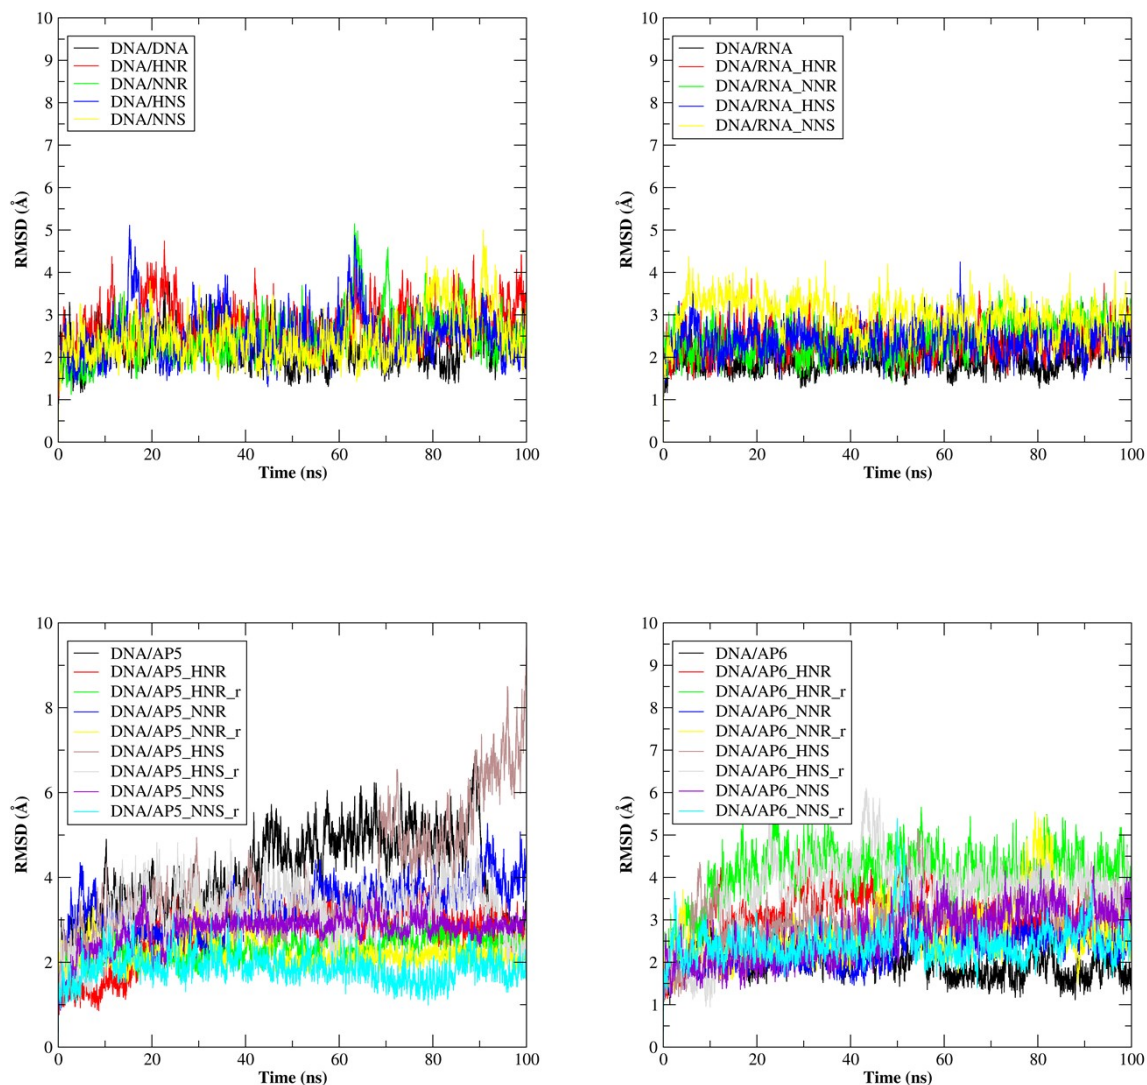 10
9
8
7
6
5
4
3
2
1
0
RMSD (Å)
DNA/DNA
DNA/HNR
DNA/NNR
DNA/HNS
DNA/NNS
0 20 40 60 80 100
Time (ns)
10
9
8
7
6
5
4
3
2
1
0
RMSD (Å)
DNA/RNA
DNA/RNA_HNR
DNA/RNA_NNR
DNA/RNA_HNS
DNA/RNA_NNS
0 20 40 60 80 100
Time (ns)
10
8
6
4
2
0
RMSD (Å)
DNA/AP5
DNA/AP5_HNR
DNA/AP5_HNR_r
DNA/AP5_NNR
DNA/AP5_NNR_r
DNA/AP5_HNS
DNA/AP5_HNS_r
DNA/AP5_NNS
DNA/AP5_NNS_r
0 20 40 60 80 100
Time (ns)
10
9
8
7
6
5
4
3
2
1
0
RMSD (Å)
DNA/AP6
DNA/AP6_HNR
DNA/AP6_HNR_r
DNA/AP6_NNR
DNA/AP6_NNR_r
DNA/AP6_HNS
DNA/AP6_HNS_r
DNA/AP6_NNS
DNA/AP6_NNS_r
0 20 40 60 80 100
Time (ns)